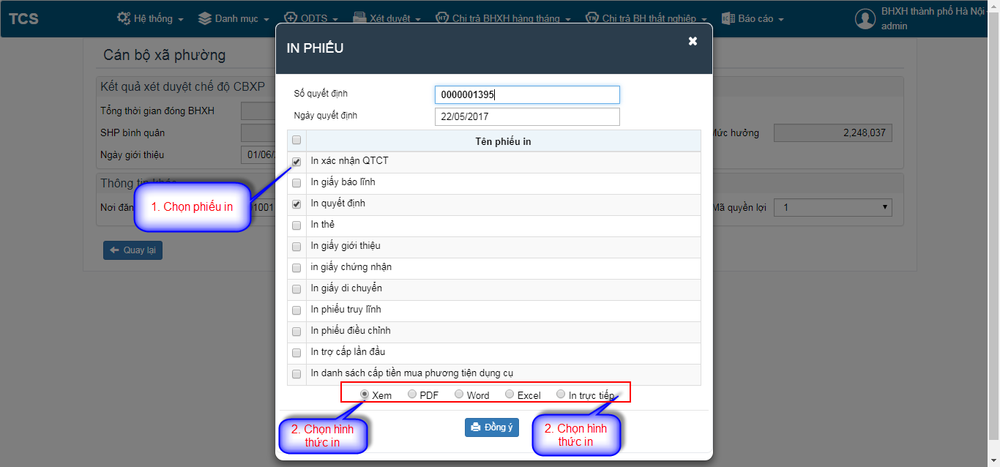 TCS
Hệ thống
Danh mục
ODTS
Xét duyệt
Chi trả BHXH hàng tháng
Chi trả BH thất nghiệp
Báo cáo
BHXH thành phố Hà Nội -
admin
Cán bộ xã phường
IN PHIẾU
Kết quả xét duyệt chế độ CBXP
Số quyết định
0000001395
Tổng thời gian đóng BHXH
Ngày quyết định
22/05/2017
SHP bình quân
Mức hưởng
2,248,037
Tên phiếu in
Ngày giới thiệu
01/06/
In xác nhận QTCT
In giấy báo lĩnh
In quyết định
In thẻ
In giấy giới thiệu
in giấy chứng nhận
In giấy di chuyển
In phiếu truy lĩnh
In phiếu điều chỉnh
In trợ cấp lần đầu
In danh sách cấp tiền mua phương tiện dụng cụ
Thông tin khác
Nơi đăn
01001
1. Chọn phiếu in
Mã quyền lợi
1
Quay lại
Xem
PDF
Word
Excel
In trực tiếp
Đồng ý
2. Chọn hình
thức in
2. Chọn hình
thức in